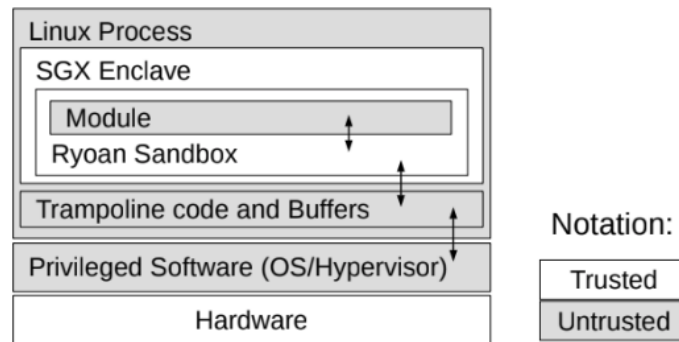 Linux Process
SGX Enclave
Module
Ryoan Sandbox
Trampoline code and Buffers
Privileged Software (OS/Hypervisor)
Hardware
Notation:
Trusted
Untrusted